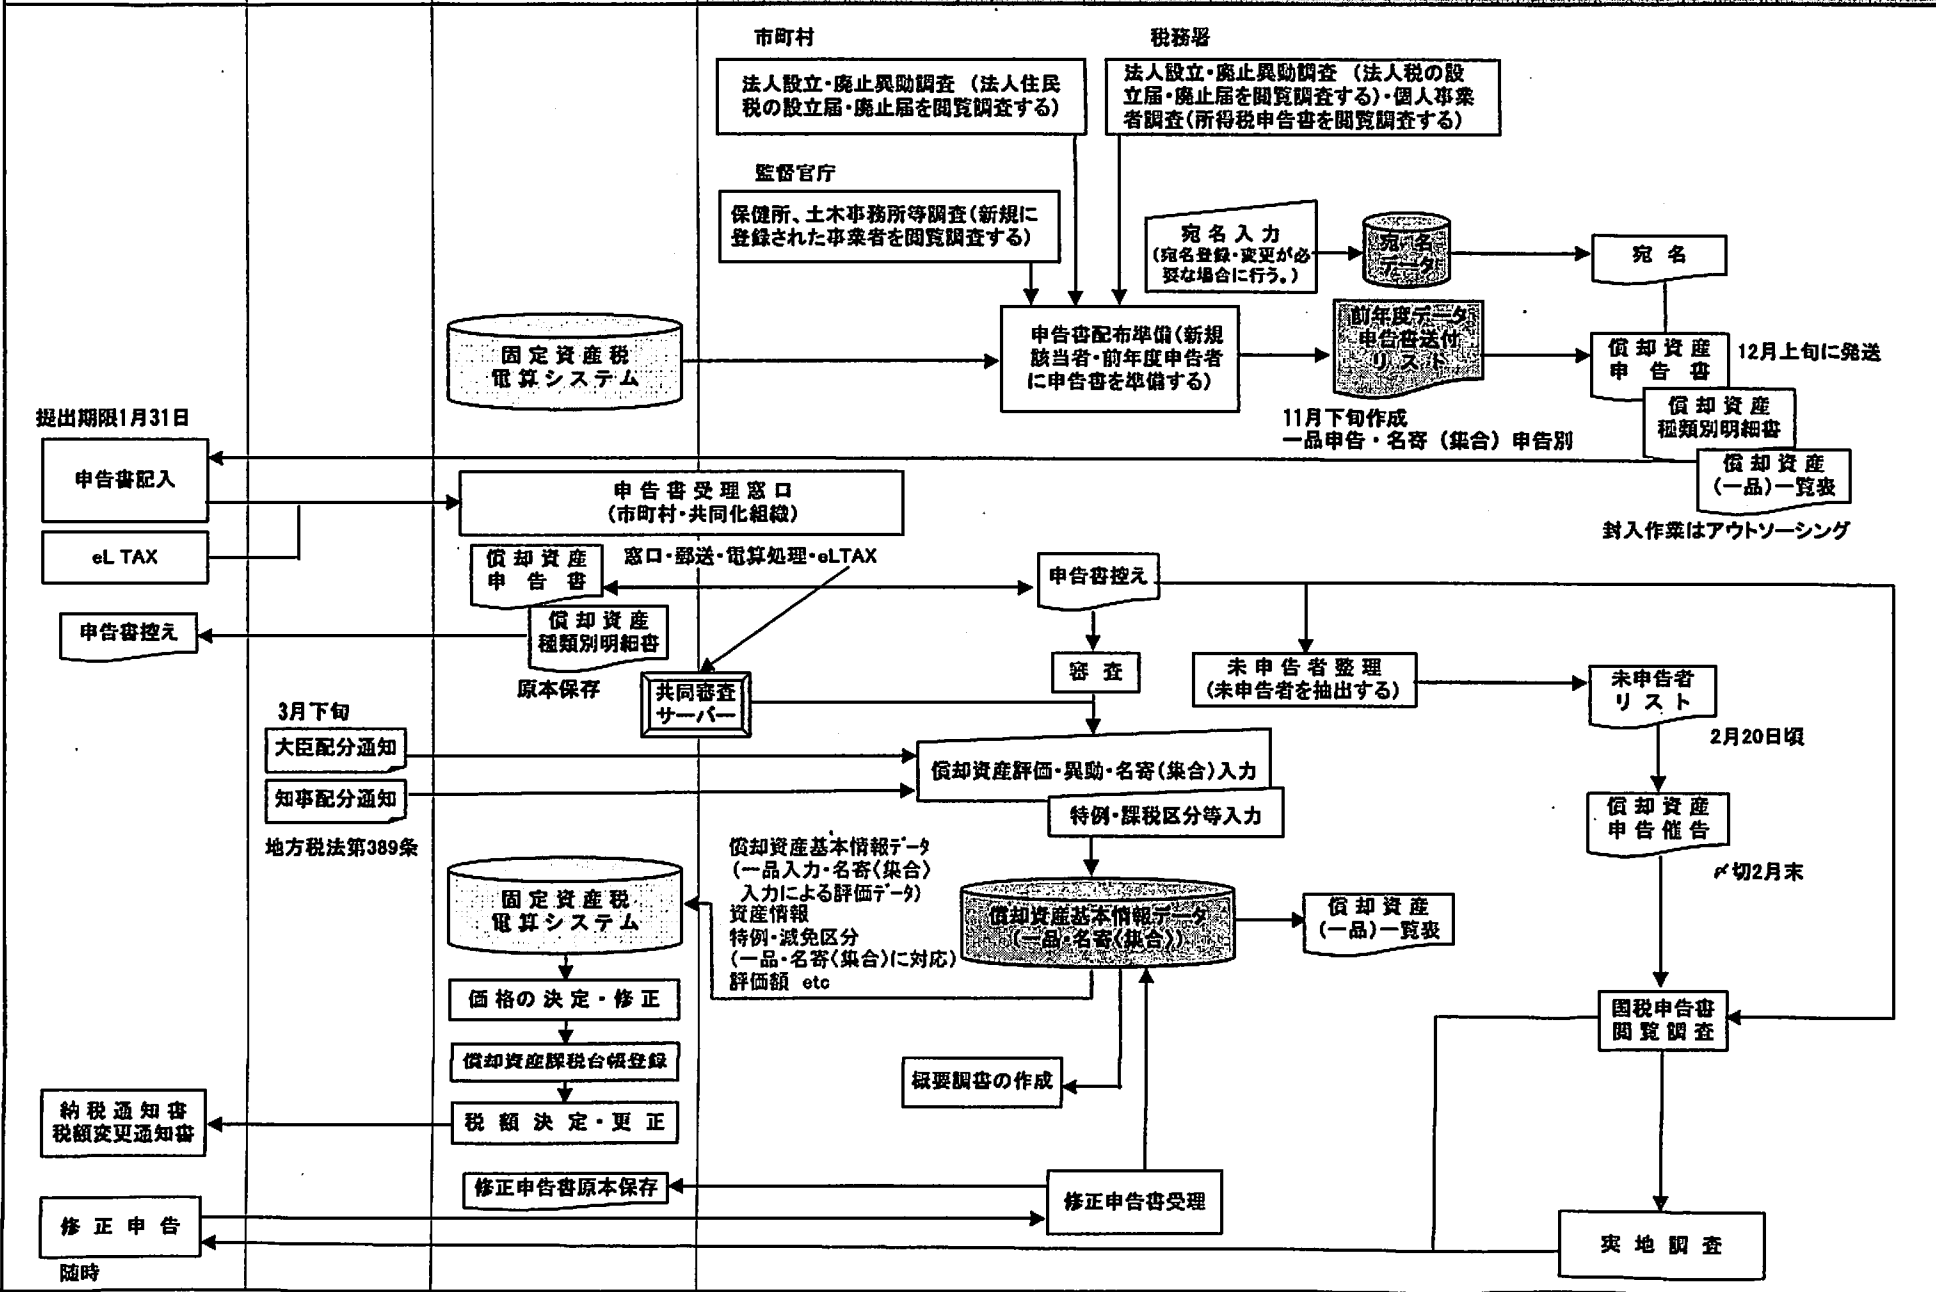 市町村
法人設立・廃止異動調査 (法人住民
税の設立届・廃止届を閲覧調査する)
税務署
法人設立・廃止異動調査 (法人税の設
立届・廃止届を閲覧調査する)・個人事業
者調査(所得税申告書を閲覧調査する)
監督官庁
保健所、土木事務所等調査(新規に
登録された事業者を閲覧調査する)
宛名入力
(宛名登録・変更が必
要な場合に行う。)
宛名
データ
宛名
固定資産税
電算システム
申告書配布準備(新規
該当者・前年度申告者
に申告書を準備する)
前年度データ
申告書送付
リスト
11月下旬作成
一品申告・名寄(集合)申告別
償却資産
申告書
12月上旬に発送
償却資産
種類別明細書
償却資産
(一品)一覧表
封入作業はアウトソーシング
提出期限1月31日
申告書記入
eL TAX
申告書受理窓口
(市町村・共同化組織)
窓口・郵送・電算処理・eLTAX
償却資産
申告書
償却資産
種類別明細書
原本保存
申告書控え
申告書控え
審査
未申告者整理
(未申告者を抽出する)
未申告者
リスト
2月20日頃
共同審査
サーバー
3月下旬
大臣配分通知
知事配分通知
地方税法第389条
償却資産評価・異動・名寄(集合)入力
特例・課税区分等入力
償却資産
申告催告
〆切2月末
固定資産税
電算システム
償却資産基本情報データ
(一品入力・名寄〈集合〉
入力による評価データ)
資産情報
特例・減免区分
(一品・名寄〈集合〉に対応)
評価額 etc
償却資産基本情報データ
(一品・名寄〈集合〉)
償却資産
(一品)一覧表
価格の決定・修正
償却資産課税台帳登録
税額決定・更正
概要調書の作成
国税申告書
閲覧調査
納税通知書
税額変更通知書
修正申告書原本保存
修正申告書受理
修正申告
随時
実地調査